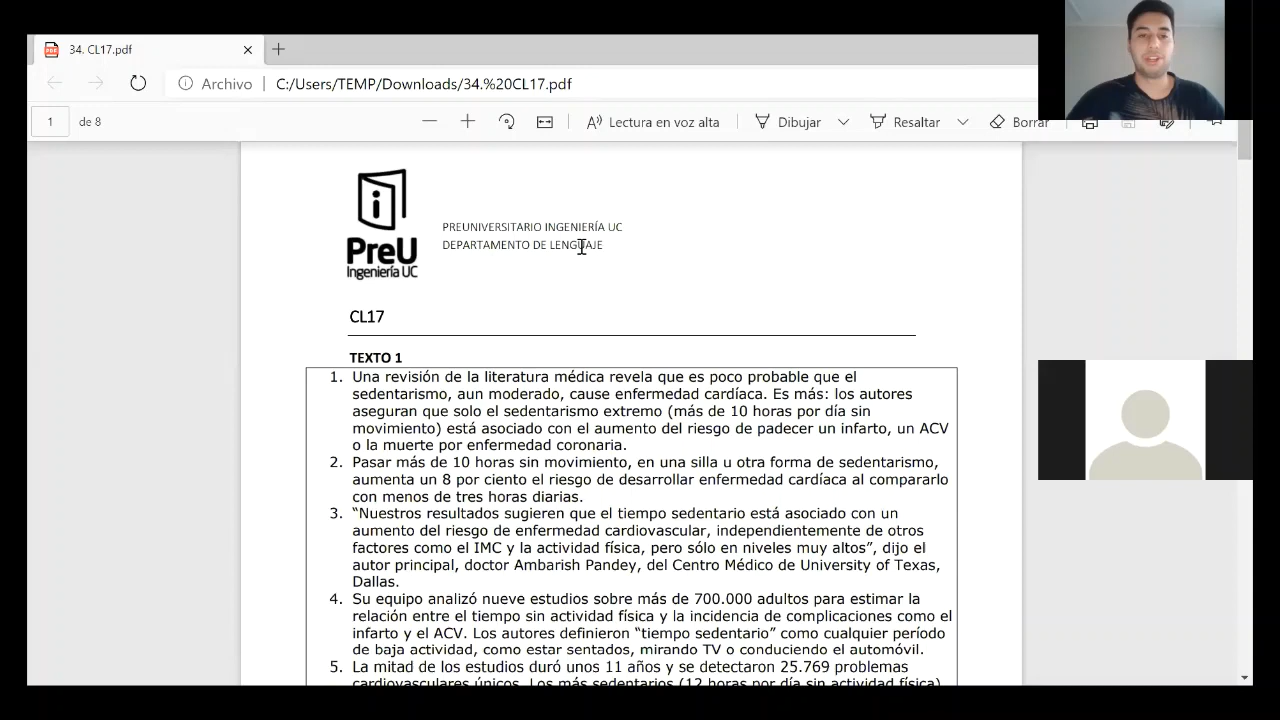 34. CL17.pdf
Archivo
C:/Users/TEMP/Downloads/34.%20CL17.pdf
1
de 8
Lectura en voz alta
Dibujar
Resaltar
Borrar
PreU
Ingeniería UC
PREUNIVERSITARIO INGENIERÍA UC
DEPARTAMENTO DE LENGUAJE
CL17
TEXTO 1
1. Una revisión de la literatura médica revela que es poco probable que el
sedentarismo, aun moderado, cause enfermedad cardíaca. Es más: los autores
aseguran que solo el sedentarismo extremo (más de 10 horas por día sin
movimiento) está asociado con el aumento del riesgo de padecer un infarto, un ACV
o la muerte por enfermedad coronaria.
2. Pasar más de 10 horas sin movimiento, en una silla u otra forma de sedentarismo,
aumenta un 8 por ciento el riesgo de desarrollar enfermedad cardíaca al compararlo
con menos de tres horas diarias.
3. “Nuestros resultados sugieren que el tiempo sedentario está asociado con un
aumento del riesgo de enfermedad cardiovascular, independientemente de otros
factores como el IMC y la actividad física, pero sólo en niveles muy altos”, dijo el
autor principal, doctor Ambarish Pandey, del Centro Médico de University of Texas,
Dallas.
4. Su equipo analizó nueve estudios sobre más de 700.000 adultos para estimar la
relación entre el tiempo sin actividad física y la incidencia de complicaciones como el
infarto y el ACV. Los autores definieron “tiempo sedentario” como cualquier período
de baja actividad, como estar sentados, mirando TV o conduciendo el automóvil.
5. La mitad de los estudios duró unos 11 años y se detectaron 25.769 problemas
cardiovasculares únicos. Los más sedentarios (12 horas por día sin actividad física)